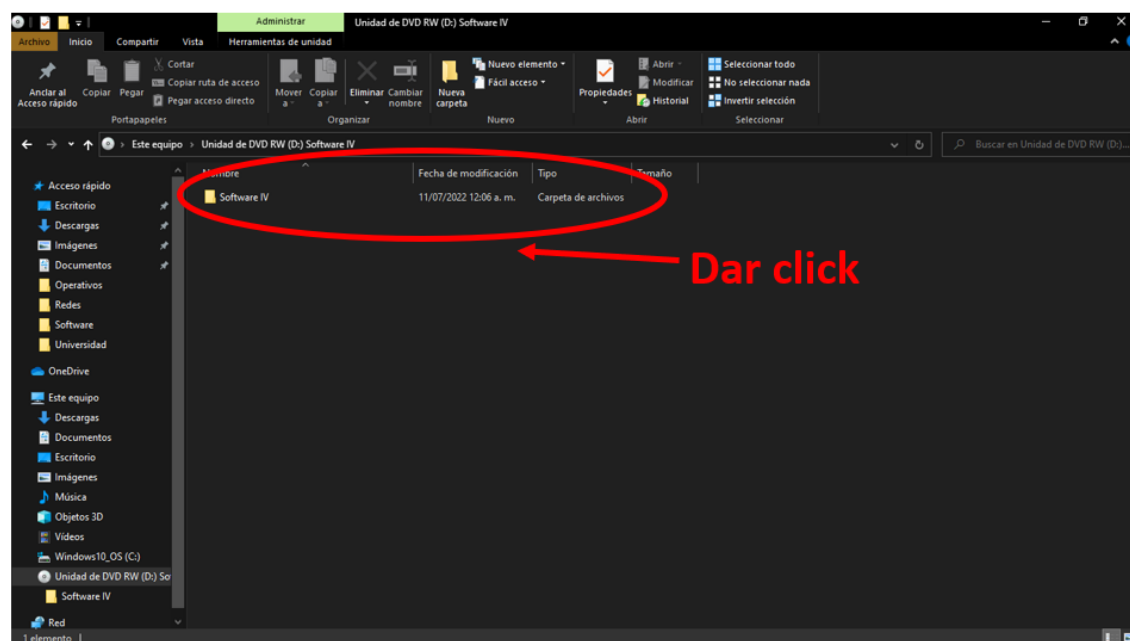 Administrar
Unidad de DVD RW (D:) Software IV
Archivo Inicio Compartir Vista Herramientas de unidad
Anclar al Acceso rápido
Copiar
Pegar
Cortar
Copiar ruta de acceso
Pegar acceso directo
Portapapeles
Mover a
Copiar a
Eliminar
Cambiar nombre
Organizar
Nueva carpeta
Nuevo elemento
Fácil acceso
Nuevo
Propiedades
Abrir
Modificar
Historial
Abrir
Seleccionar todo
No seleccionar nada
Invertir selección
Seleccionar
Este equipo › Unidad de DVD RW (D:) Software IV
Buscar en Unidad de DVD RW (D:)...
Nombre Fecha de modificación Tipo Tamaño
Software IV 11/07/2022 12:06 a. m. Carpeta de archivos
Dar click
Acceso rápido
Escritorio
Descargas
Imágenes
Documentos
Operativos
Redes
Software
Universidad
OneDrive
Este equipo
Descargas
Documentos
Escritorio
Imágenes
Música
Objetos 3D
Vídeos
Windows10_OS (C:)
Unidad de DVD RW (D:) So
Software IV
Red
1 elemento